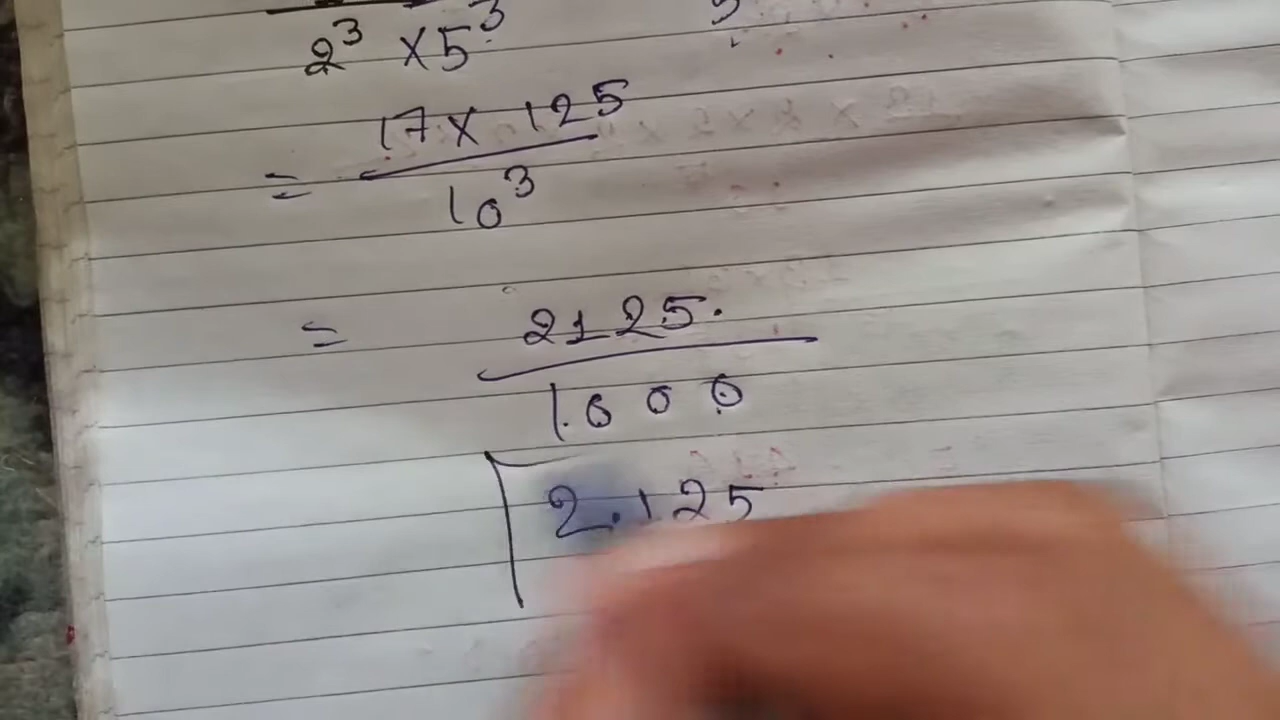 2³ × 5³
= 17 × 125
10³
= 2125.
1000
2.125